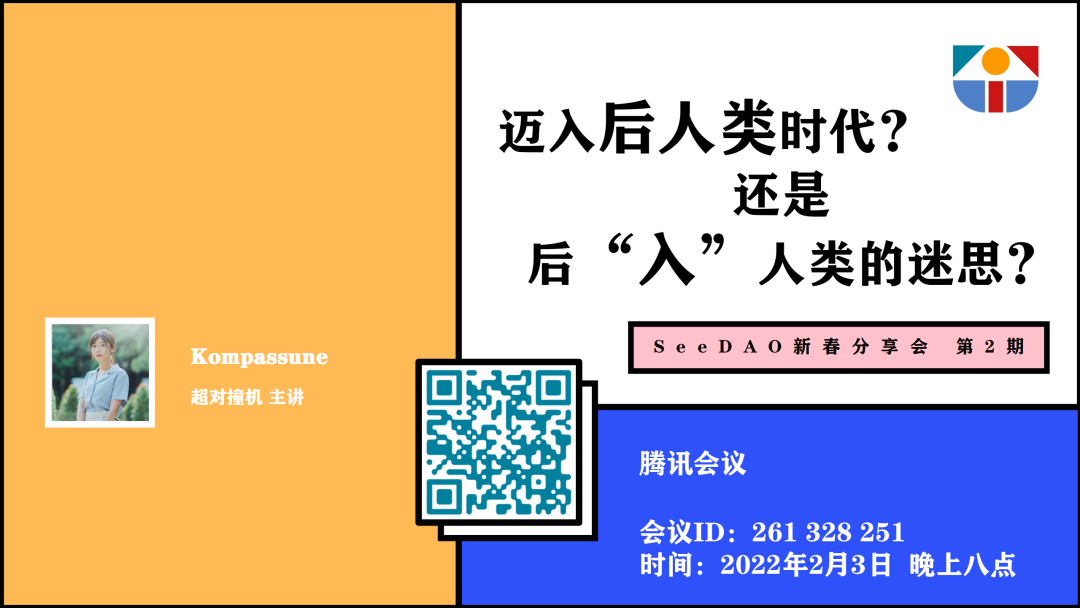 迈入后人类时代？
还是
后“入”人类的迷思？
SeeDAO新春分享会 第2期
Kompassune
超对撞机 主讲
腾讯会议
会议ID：261 328 251
时间：2022年2月3日 晚上八点